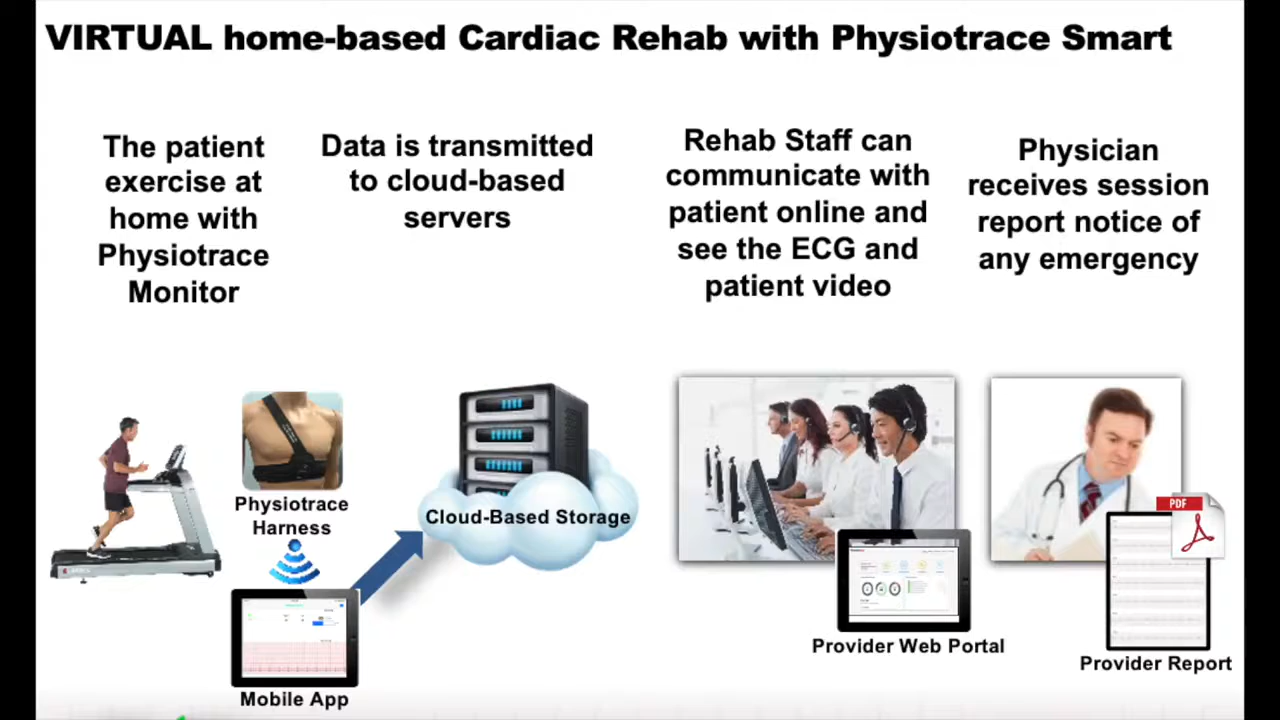 VIRTUAL home-based Cardiac Rehab with Physiotrace Smart
The patient
exercise at
home with
Physiotrace
Monitor
Data is transmitted
to cloud-based
servers
Rehab Staff can
communicate with
patient online and
see the ECG and
patient video
Physician
receives session
report notice of
any emergency
Physiotrace
Harness
Mobile App
Cloud-Based Storage
Provider Web Portal
PDF
Provider Report